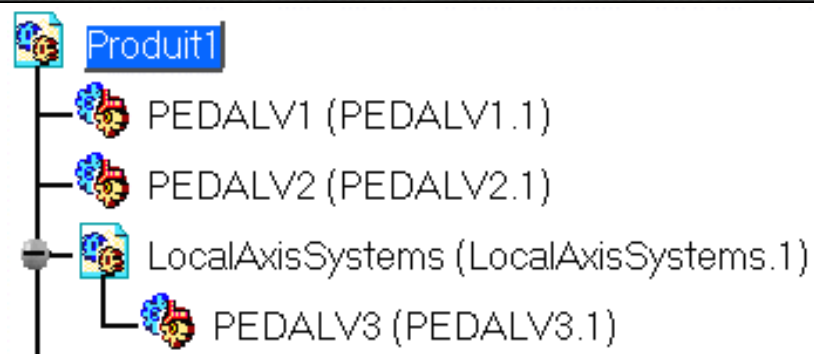 Produit1
PEDALV1 (PEDALV1.1)
PEDALV2 (PEDALV2.1)
LocalAxisSystems (LocalAxisSystems.1)
PEDALV3 (PEDALV3.1)